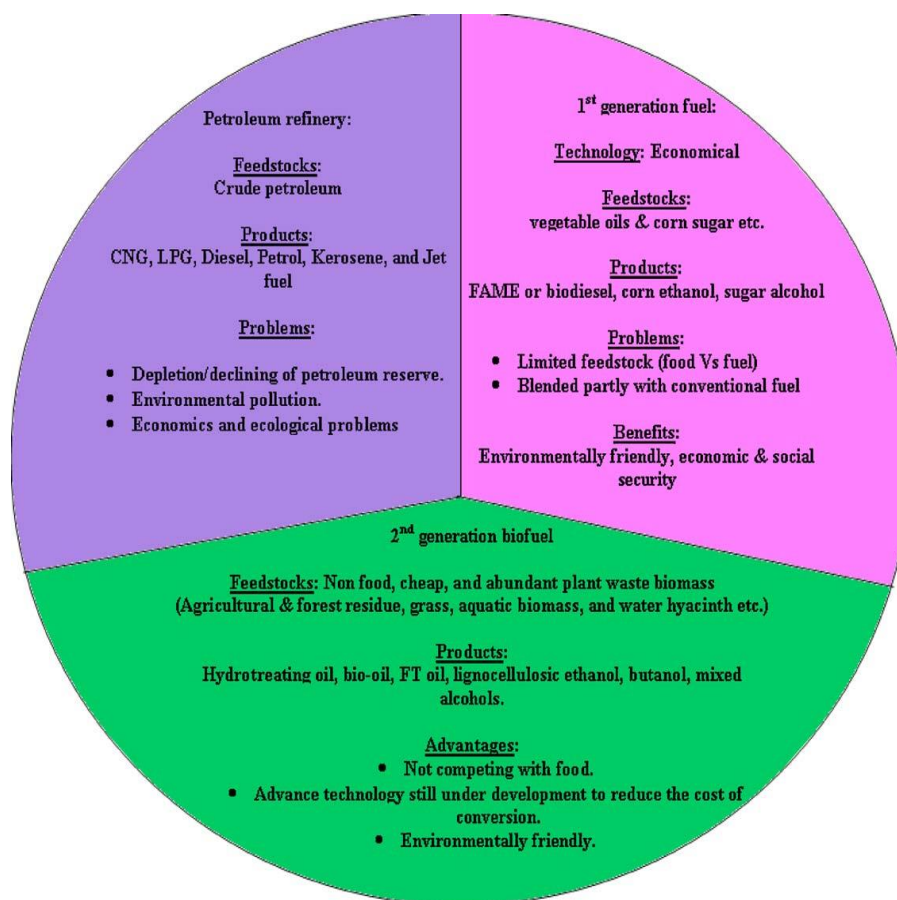 Petroleum refinery:
Feedstocks:
Crude petroleum
Products:
CNG, LPG, Diesel, Petrol, Kerosene, and Jet
fuel
Problems:
• Depletion/declining of petroleum reserve.
• Environmental pollution.
• Economics and ecological problems
1st generation fuel:
Technology: Economical
Feedstocks:
vegetable oils & corn sugar etc.
Products:
FAME or biodiesel, corn ethanol, sugar alcohol
Problems:
• Limited feedstock (food Vs fuel)
• Blended partly with conventional fuel
Benefits:
Environmentally friendly, economic & social
security
2nd generation biofuel
Feedstocks: Non food, cheap, and abundant plant waste biomass
(Agricultural & forest residue, grass, aquatic biomass, and water hyacinth etc.)
Products:
Hydrotreating oil, bio-oil, FT oil, lignocellulosic ethanol, butanol, mixed
alcohols.
Advantages:
• Not competing with food.
• Advance technology still under development to reduce the cost of
conversion.
• Environmentally friendly.